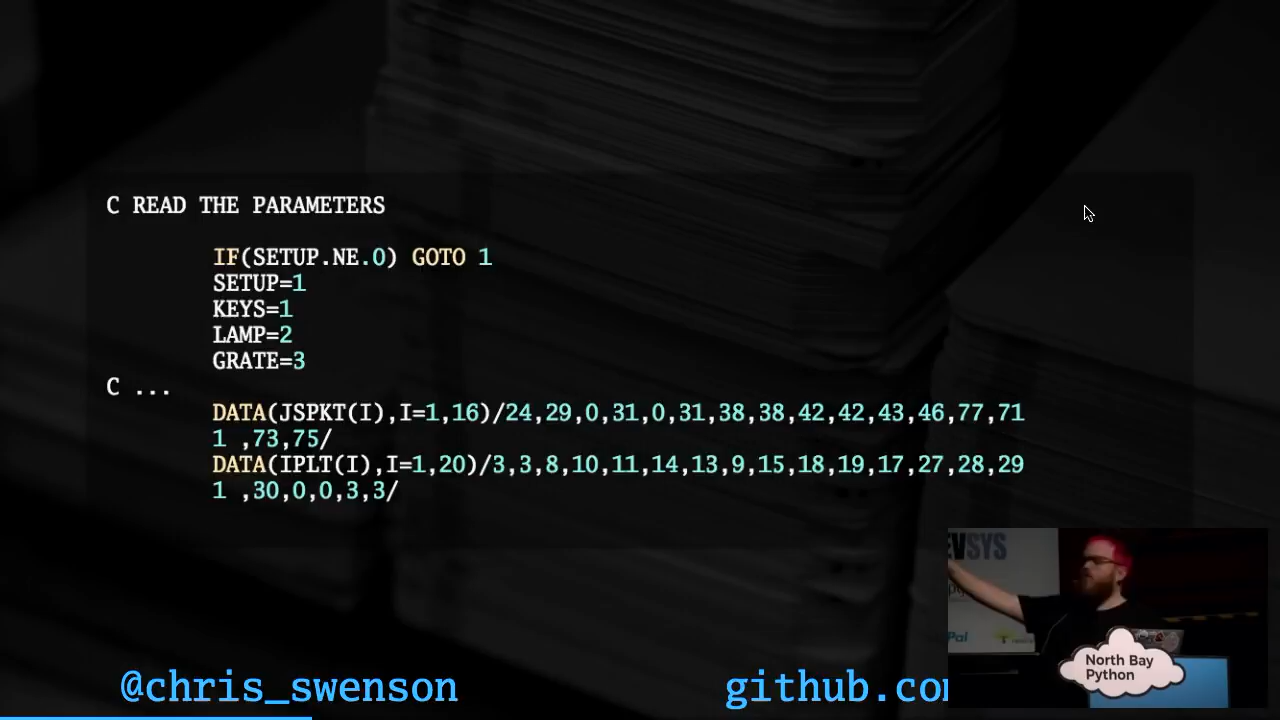 C READ THE PARAMETERS
IF(SETUP.NE.0) GOTO 1
SETUP=1
KEYS=1
LAMP=2
GRATE=3
C ...
DATA(JSPKT(I),I=1,16)/24,29,0,31,0,31,38,38,42,42,43,46,77,71
1 ,73,75/
DATA(IPLT(I),I=1,20)/3,3,8,10,11,14,13,9,15,18,19,17,27,28,29
1 ,30,0,0,3,3/
EVSYS
Pal
North Bay
Python
@chris_swenson
github.co